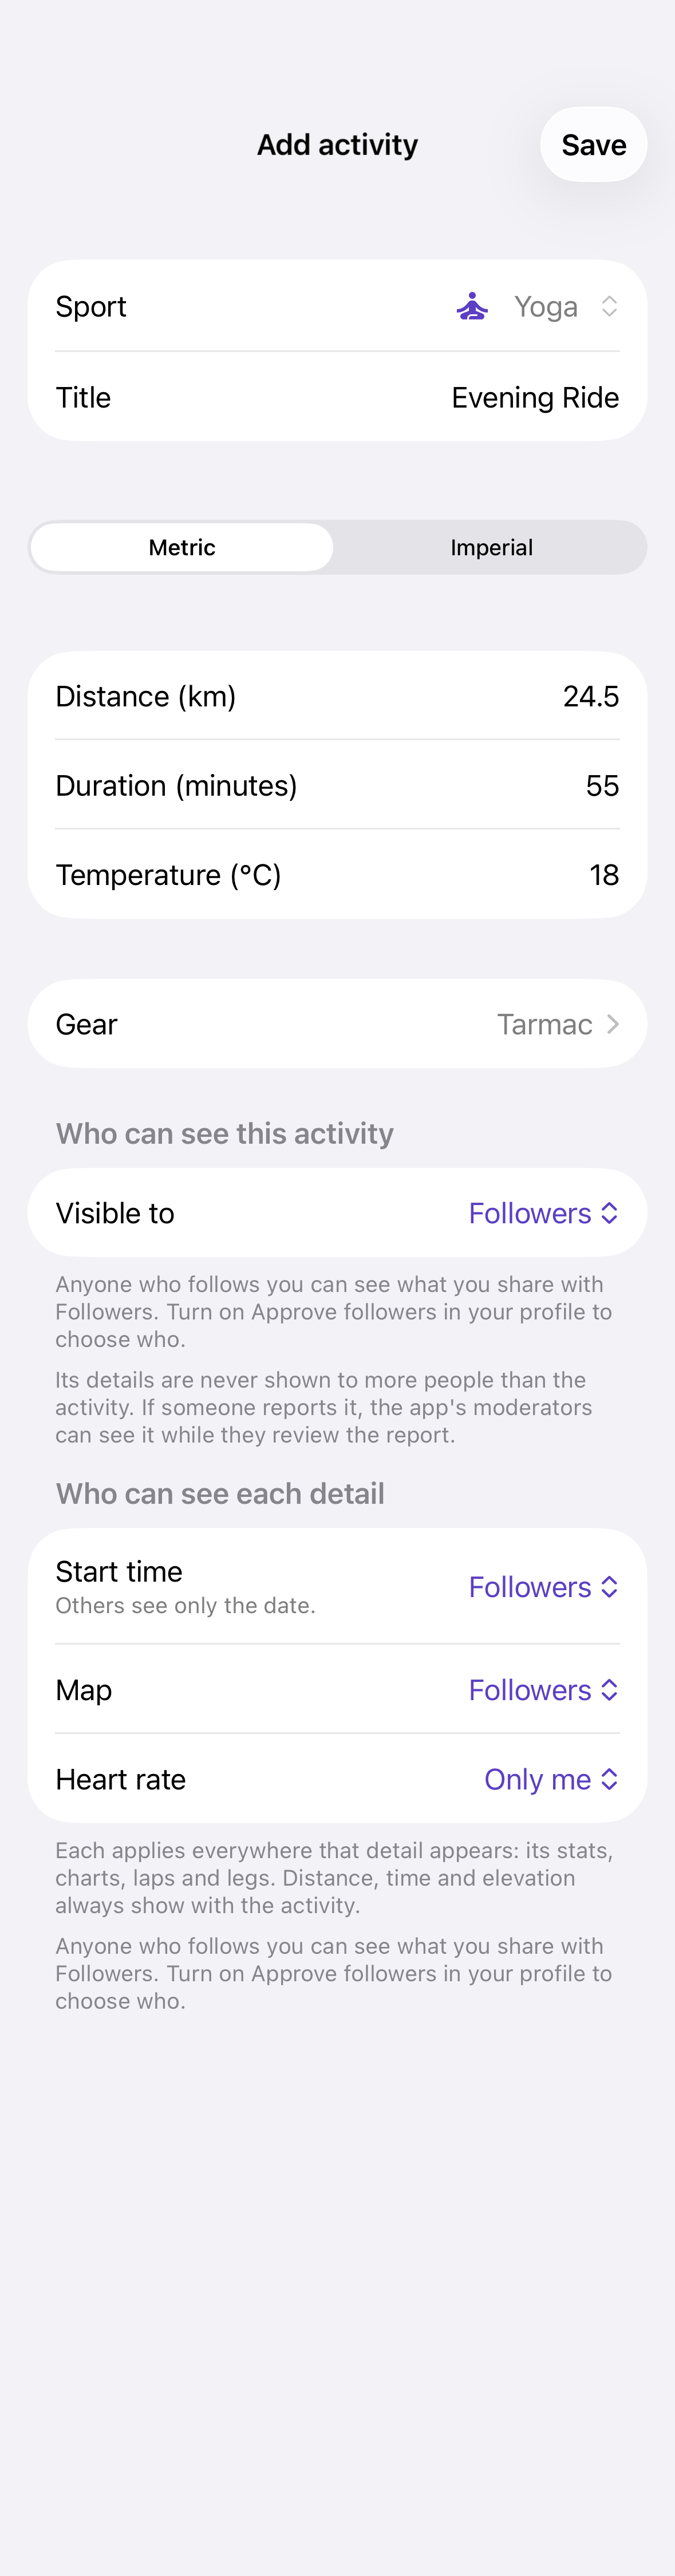 Add activity
Save
Sport
Yoga
Title
Evening Ride
Metric
Imperial
Distance (km)
24.5
Duration (minutes)
55
Temperature (°C)
18
Gear
Tarmac
Who can see this activity
Visible to
Followers
Anyone who follows you can see what you share with
Followers. Turn on Approve followers in your profile to
choose who.
Its details are never shown to more people than the
activity. If someone reports it, the app's moderators
can see it while they review the report.
Who can see each detail
Start time
Others see only the date.
Followers
Map
Followers
Heart rate
Only me
Each applies everywhere that detail appears: its stats,
charts, laps and legs. Distance, time and elevation
always show with the activity.
Anyone who follows you can see what you share with
Followers. Turn on Approve followers in your profile to
choose who.